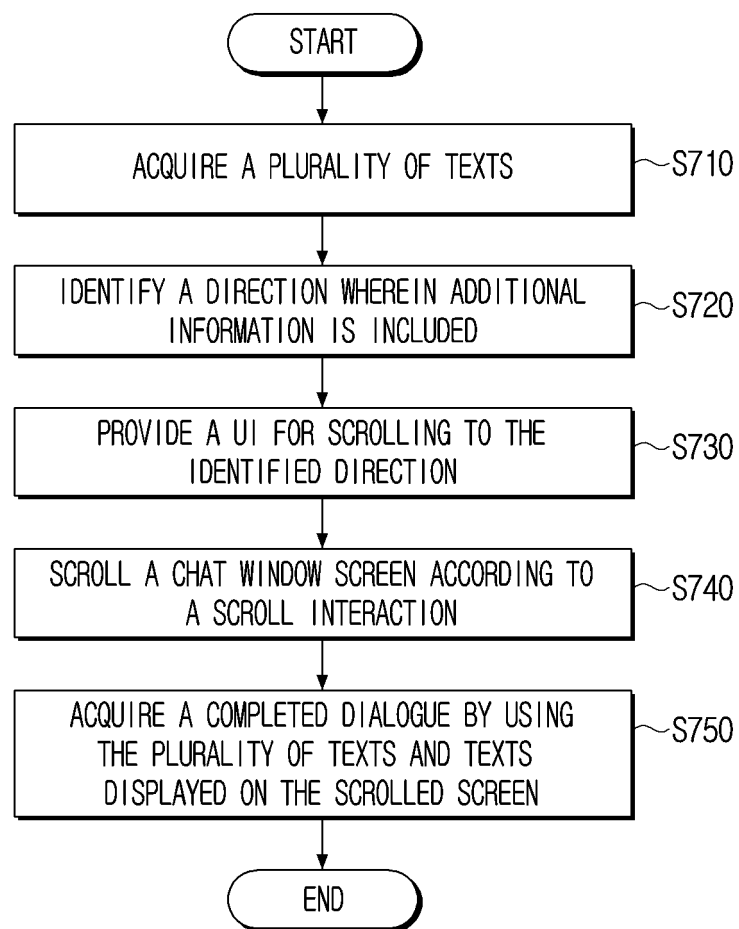 START
ACQUIRE A PLURALITY OF TEXTS
S710
IDENTIFY A DIRECTION WHEREIN ADDITIONAL
INFORMATION IS INCLUDED
S720
PROVIDE A UI FOR SCROLLING TO THE
IDENTIFIED DIRECTION
S730
SCROLL A CHAT WINDOW SCREEN ACCORDING TO
A SCROLL INTERACTION
S740
ACQUIRE A COMPLETED DIALOGUE BY USING
THE PLURALITY OF TEXTS AND TEXTS
DISPLAYED ON THE SCROLLED SCREEN
S750
END